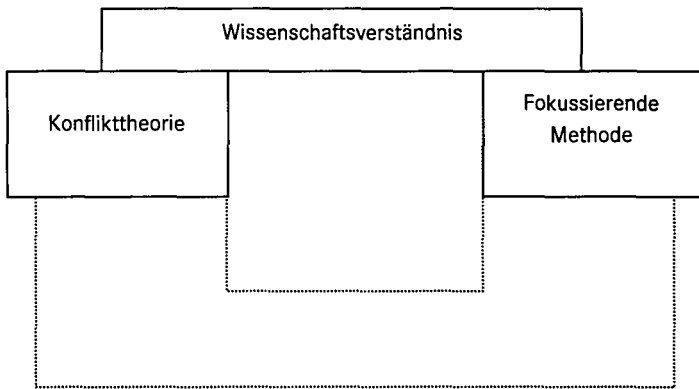 Wissenschaftsverständnis
Konflikttheorie
Fokussierende
Methode